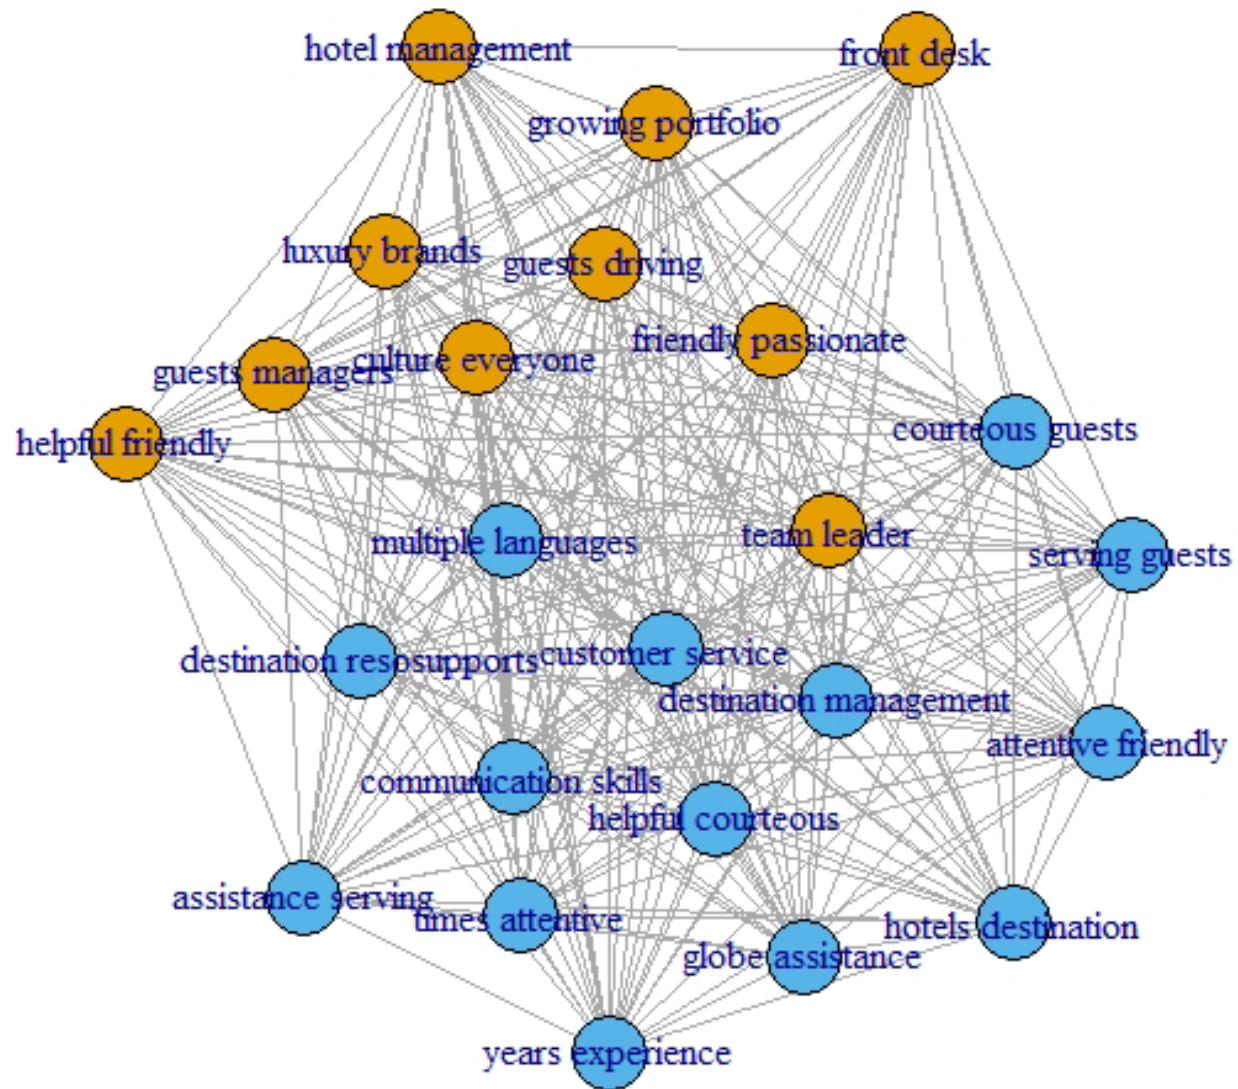 hotel management
front desk
growing portfolio
luxury brands
guests driving
friendly passionate
guests managers
culture everyone
helpful friendly
courteous guests
multiple languages
team leader
serving guests
destination resosupports
customer service
destination management
attentive friendly
communication skills
helpful courteous
assistance serving
times attentive
hotels destination
globe assistance
years experience